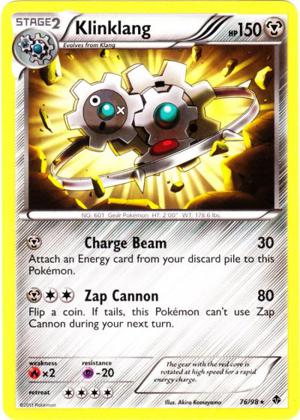 STAGE2
Klinklang
HP150
Evolves from Klang
NO. 601 Gear Pokémon HT: 2'00" WT: 178.6 lbs.
Charge Beam 30
Attach an Energy card from your discard pile to this
Pokémon.
Zap Cannon 80
Flip a coin. If tails, this Pokémon can't use Zap
Cannon during your next turn.
weakness
×2
resistance
-20
retreat
The gear with the red core is
rotated at high speed for a rapid
energy charge.
Illus. Akira Komayama
76/98 ★
©2011 Pokémon